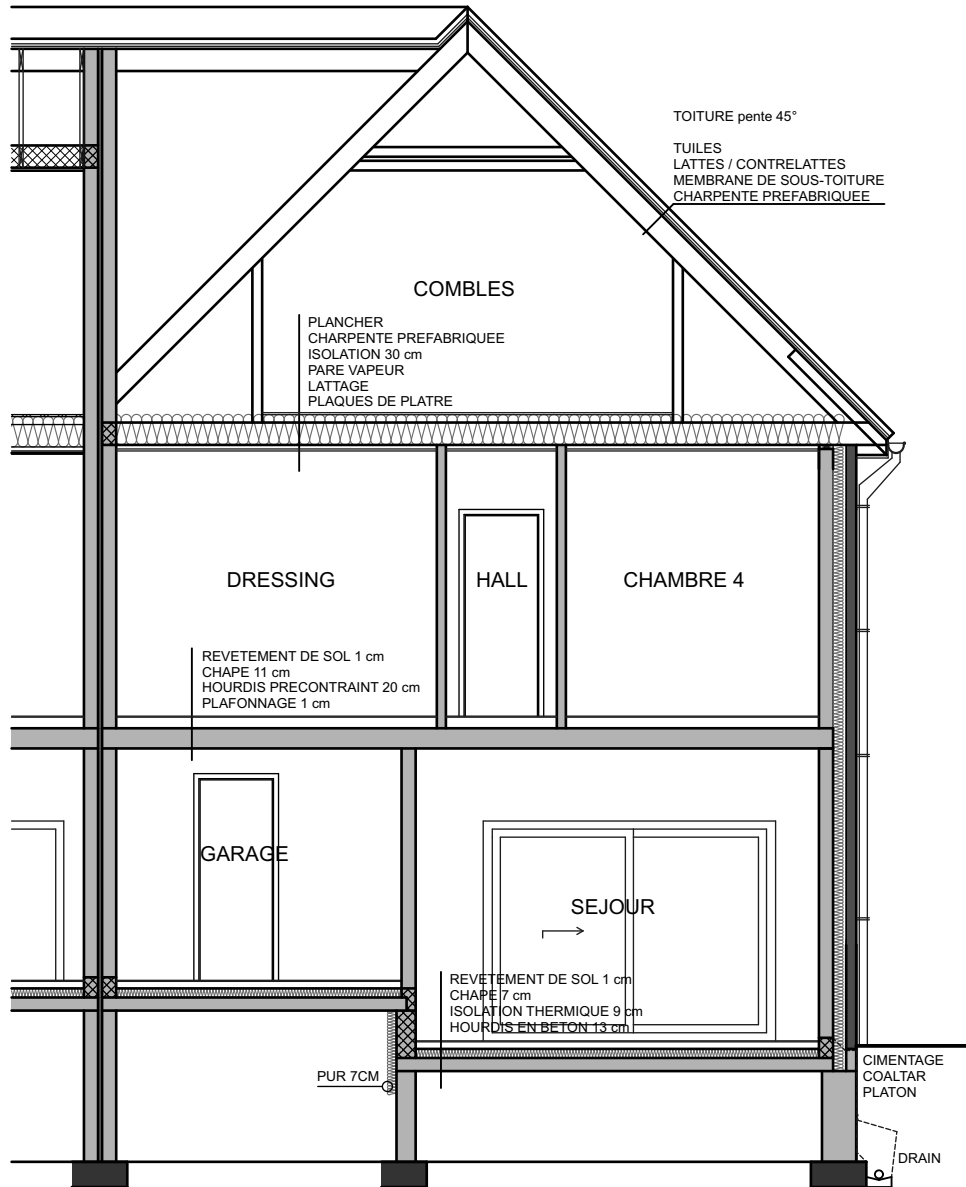 TOITURE pente 45°
TUILES
LATTES / CONTRELATTES
MEMBRANE DE SOUS-TOITURE
CHARPENTE PREFABRIQUEE
COMBLES
PLANCHER
CHARPENTE PREFABRIQUEE
ISOLATION 30 cm
PARE VAPEUR
LATTAGE
PLAQUES DE PLATRE
DRESSING
HALL
CHAMBRE 4
REVETEMENT DE SOL 1 cm
CHAPE 11 cm
HOURDIS PRECONTRAINT 20 cm
PLAFONNAGE 1 cm
GARAGE
SEJOUR
REVETEMENT DE SOL 1 cm
CHAPE 7 cm
ISOLATION THERMIQUE 9 cm
HOURDIS EN BETON 13 cm
PUR 7CM
CIMENTAGE
COALTAR
PLATON
DRAIN